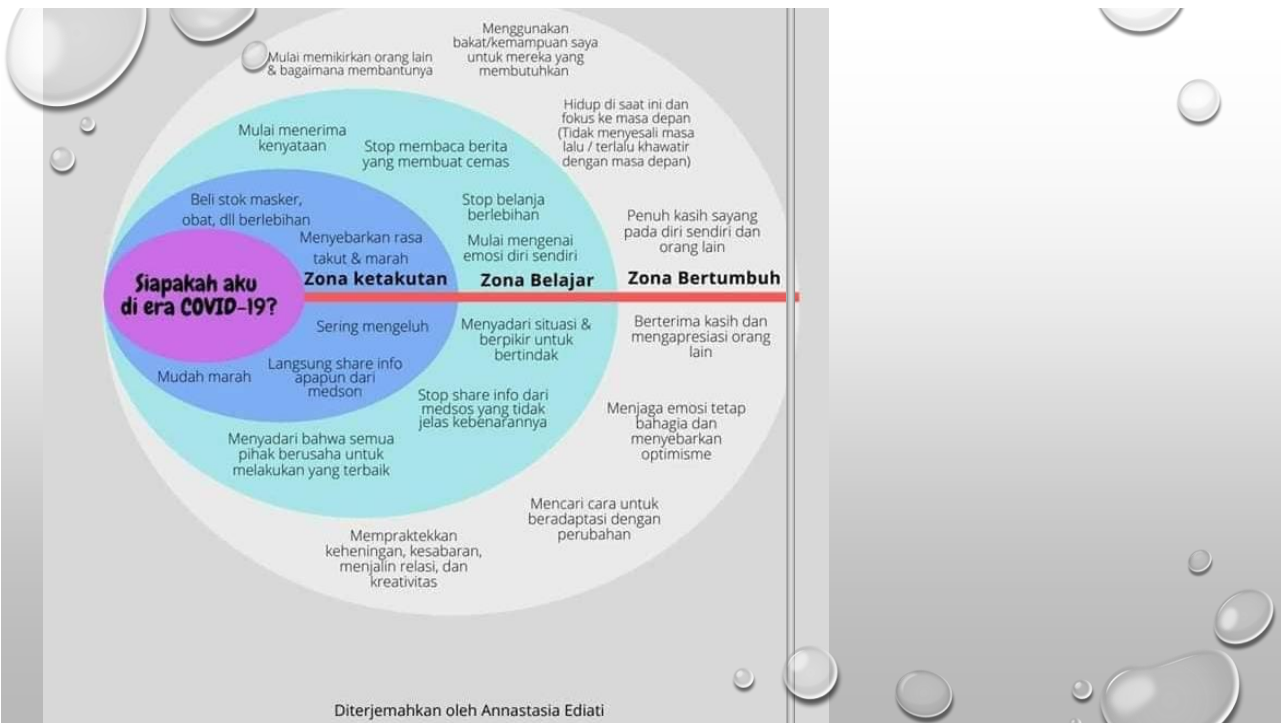 Menggunakan
bakat/kemampuan saya
untuk mereka yang
membutuhkan
Mulai memikirkan orang lain
& bagaimana membantunya
Hidup di saat ini dan
fokus ke masa depan
(Tidak menyesali masa
lalu / terlalu khawatir
dengan masa depan)
Mulai menerima
kenyataan
Stop membaca berita
yang membuat cemas
Beli stok masker,
obat, dll berlebihan
Stop belanja
berlebihan
Penuh kasih sayang
pada diri sendiri dan
orang lain
Menyebarkan rasa
takut & marah
Mulai mengenai
emosi diri sendiri
Siapakah aku
di era COVID-19?
Zona ketakutan
Zona Belajar
Zona Bertumbuh
Sering mengeluh
Menyadari situasi &
berpikir untuk
bertindak
Berterima kasih dan
mengapresiasi orang
lain
Mudah marah
Langsung share info
apapun dari
medson
Stop share info dari
medsos yang tidak
jelas kebenarannya
Menjaga emosi tetap
bahagia dan
menyebarkan
optimisme
Menyadari bahwa semua
pihak berusaha untuk
melakukan yang terbaik
Mencari cara untuk
beradaptasi dengan
perubahan
Mempraktekkan
keheningan, kesabaran,
menjalin relasi, dan
kreativitas
Diterjemahkan oleh Annastasia Ediati